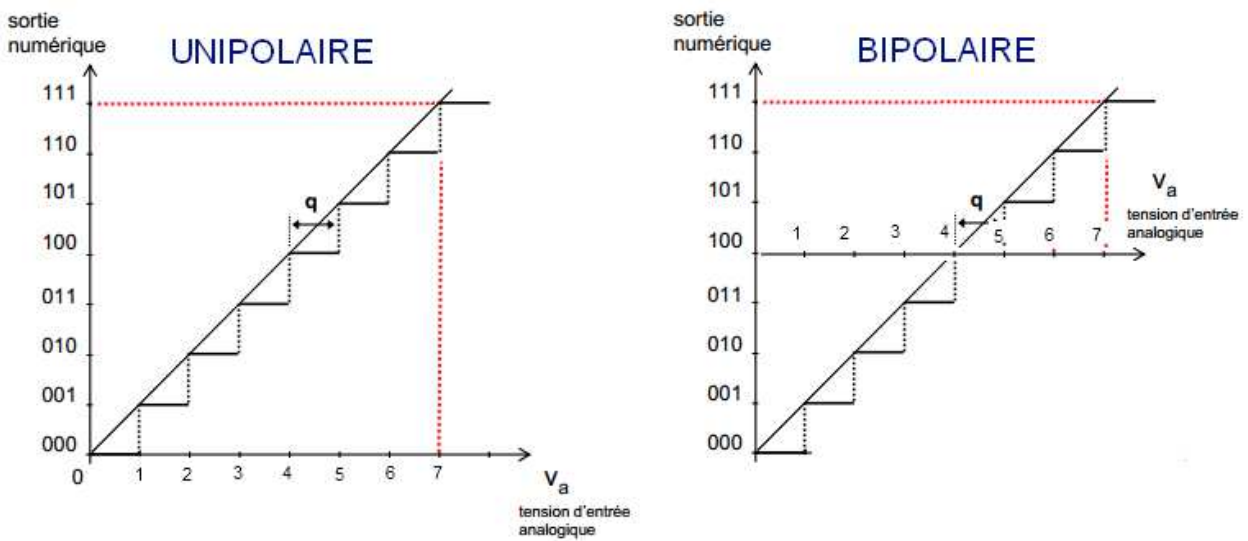 sortie
numérique
UNIPOLAIRE
111
110
101
100
011
010
001
000
q
0
1 2 3 4 5 6 7
Va
tension d'entrée
analogique
sortie
numérique
BIPOLAIRE
111
110
101
100
011
010
001
000
q
1 2 3 4 5 6 7
Va
tension d'entrée
analogique